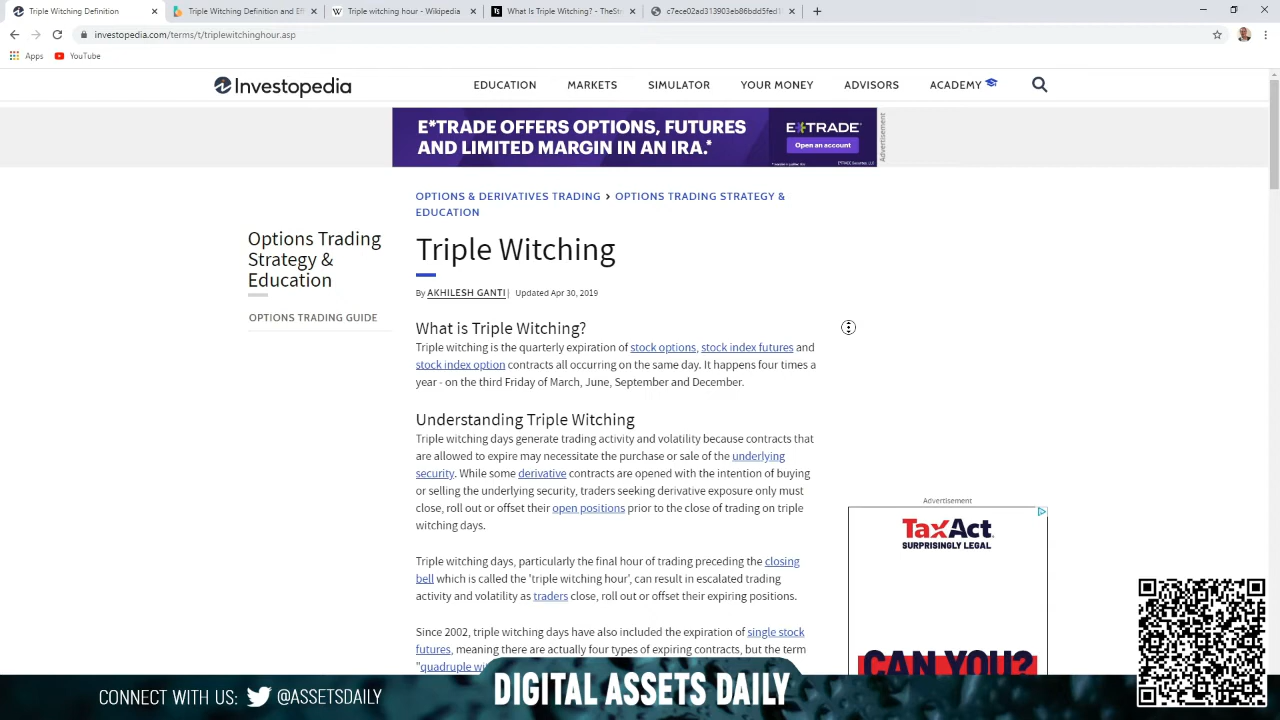 Triple Witching Definition
Triple Witching Definition and Eff
Triple witching hour - Wikipedia
What Is Triple Witching? - TheStr
c7ece02ad313903eb86bdd5fed1
investopedia.com/terms/t/triplewitchinghour.asp
Apps
YouTube
Investopedia
EDUCATION
MARKETS
SIMULATOR
YOUR MONEY
ADVISORS
ACADEMY
E*TRADE OFFERS OPTIONS, FUTURES
AND LIMITED MARGIN IN AN IRA.*
E*TRADE
Open an account
Advertisement
OPTIONS & DERIVATIVES TRADING > OPTIONS TRADING STRATEGY &
EDUCATION
Options Trading
Strategy &
Education
OPTIONS TRADING GUIDE
Triple Witching
By AKHILESH GANTI | Updated Apr 30, 2019
What is Triple Witching?
Triple witching is the quarterly expiration of stock options, stock index futures and
stock index option contracts all occurring on the same day. It happens four times a
year - on the third Friday of March, June, September and December.
Understanding Triple Witching
Triple witching days generate trading activity and volatility because contracts that
are allowed to expire may necessitate the purchase or sale of the underlying
security. While some derivative contracts are opened with the intention of buying
or selling the underlying security, traders seeking derivative exposure only must
close, roll out or offset their open positions prior to the close of trading on triple
witching days.
Triple witching days, particularly the final hour of trading preceding the closing
bell which is called the 'triple witching hour', can result in escalated trading
activity and volatility as traders close, roll out or offset their expiring positions.
Since 2002, triple witching days have also included the expiration of single stock
futures, meaning there are actually four types of expiring contracts, but the term
"quadruple wi
Advertisement
TaxAct
SURPRISINGLY LEGAL
CAN YOU?
CONNECT WITH US: @ASSETSDAILY
DIGITAL ASSETS DAILY